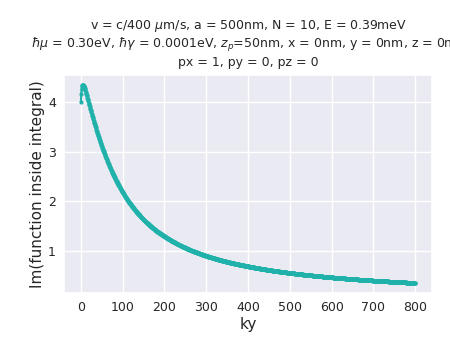 v = c/400 μm/s, a = 500nm, N = 10, E = 0.39meV
ℏμ = 0.30eV, ℏγ = 0.0001eV, z_p=50nm, x = 0nm, y = 0nm, z = 0n
px = 1, py = 0, pz = 0
Im(function inside integral)
4
3
2
1
0 100 200 300 400 500 600 700 800
ky